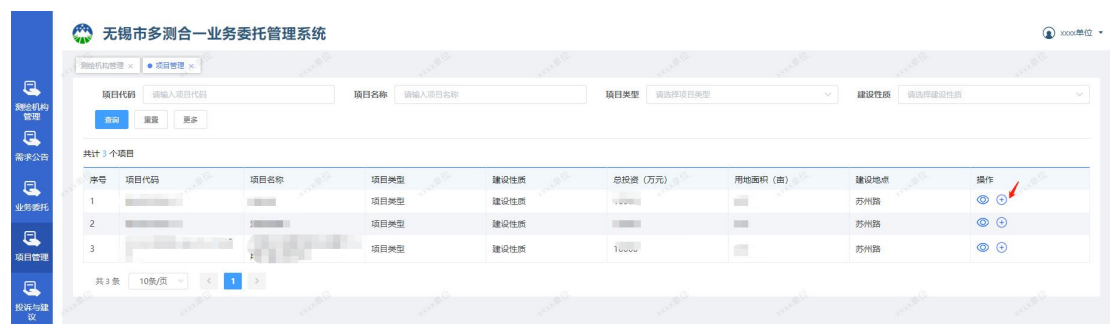 无锡市多测合一业务委托管理系统
xxxx单位
测绘机构管理 ×
项目管理 ×
测绘机构
管理
需求公告
业务委托
项目管理
投诉与建
议
项目代码 请输入项目代码 项目名称 请输入项目名称 项目类型 请选择项目类型 建设性质 请选择建设性质
查询 重置 更多
共计 3 个项目
序号 项目代码 项目名称 项目类型 建设性质 总投资（万元） 用地面积（亩） 建设地点 操作
1 项目类型 建设性质 苏州路
2 项目类型 建设性质 苏州路
3 项目类型 建设性质 苏州路
共 3 条 10条/页 < 1 >